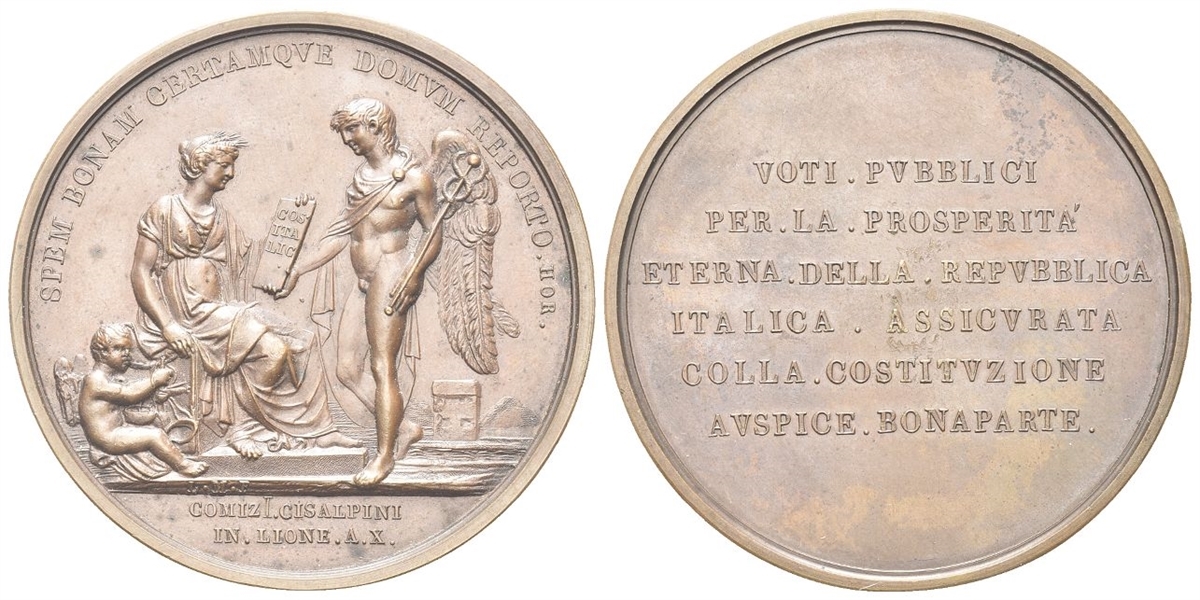 SPEM BONAM CERTAMQVE DOMVM REPORTO. HOR.
COS
ITA
LIC
COMIZI. CISALPINI
IN. LIONE. A. X.
VOTI. PVBBLICI
PER. LA. PROSPERITA'
ETERNA. DELLA. REPVBBLICA
ITALICA. ASSICVRATA
COLLA. COSTITVZIONE
AVSPICE. BONAPARTE.